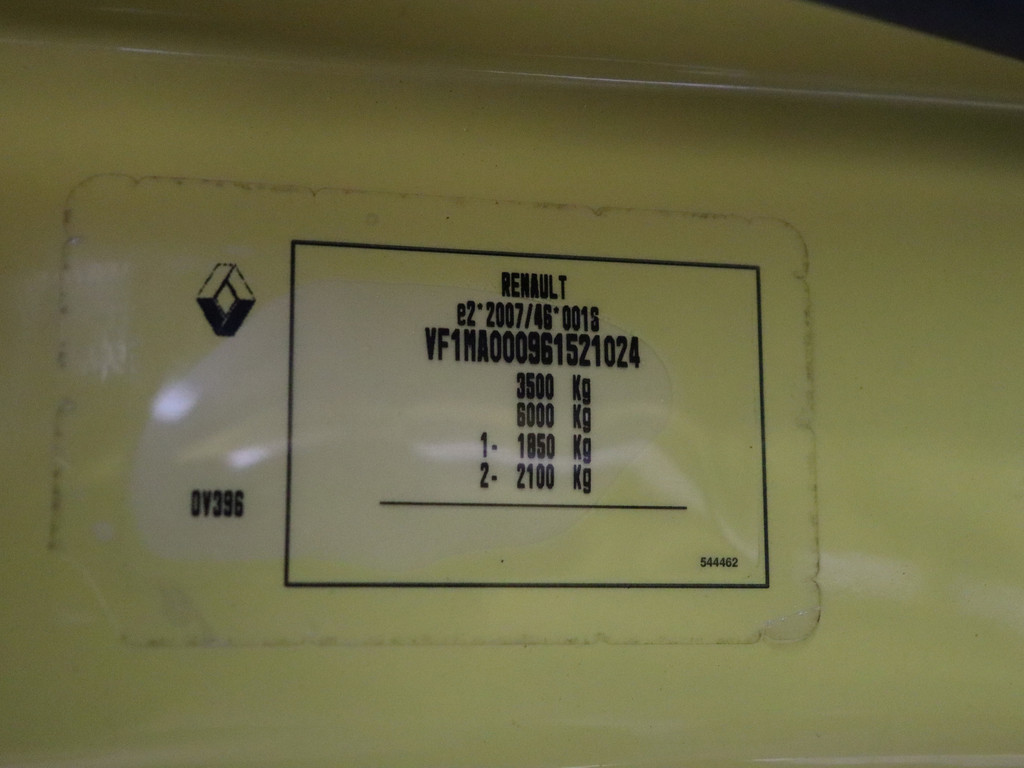 RENAULT
e2*2007/46*0016
VF1MA000961521024
3500 Kg
6000 Kg
1- 1850 Kg
2- 2100 Kg
0V396
544462